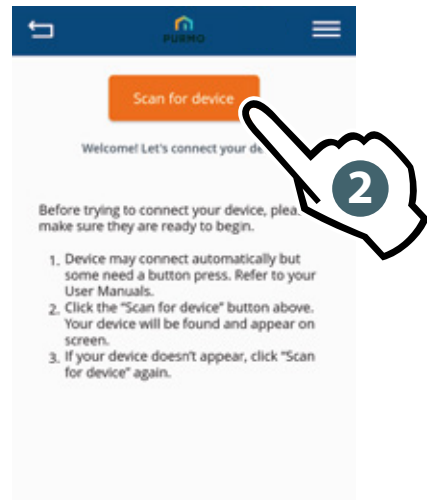 PURMO
Scan for device
Welcome! Let's connect your de
2
Before trying to connect your device,
make sure they are ready to begin.
1. Device may connect automatically but
some need a button press. Refer to your
User Manuals.
2. Click the "Scan for device" button above.
Your device will be found and appear on
screen.
3. If your device doesn't appear, click "Scan
for device" again.